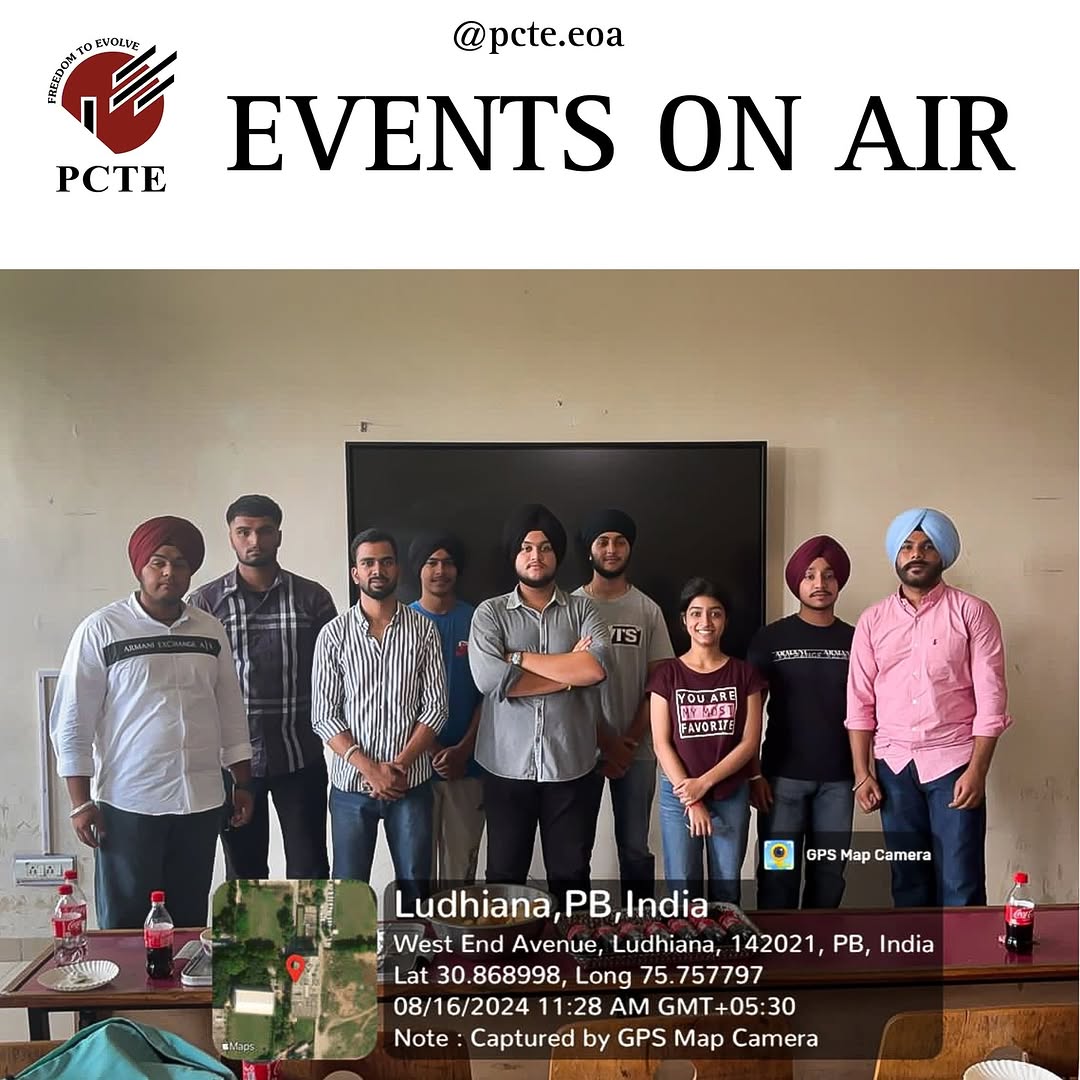 @pcte.eoa
FREEDOM TO EVOLVE
PCTE
EVENTS ON AIR
ARMANI EXCHANGE A|X
YOU ARE
MY MOST
FAVORITE
GPS Map Camera
Ludhiana,PB,India
West End Avenue, Ludhiana, 142021, PB, India
Lat 30.868998, Long 75.757797
08/16/2024 11:28 AM GMT+05:30
Note : Captured by GPS Map Camera
Maps